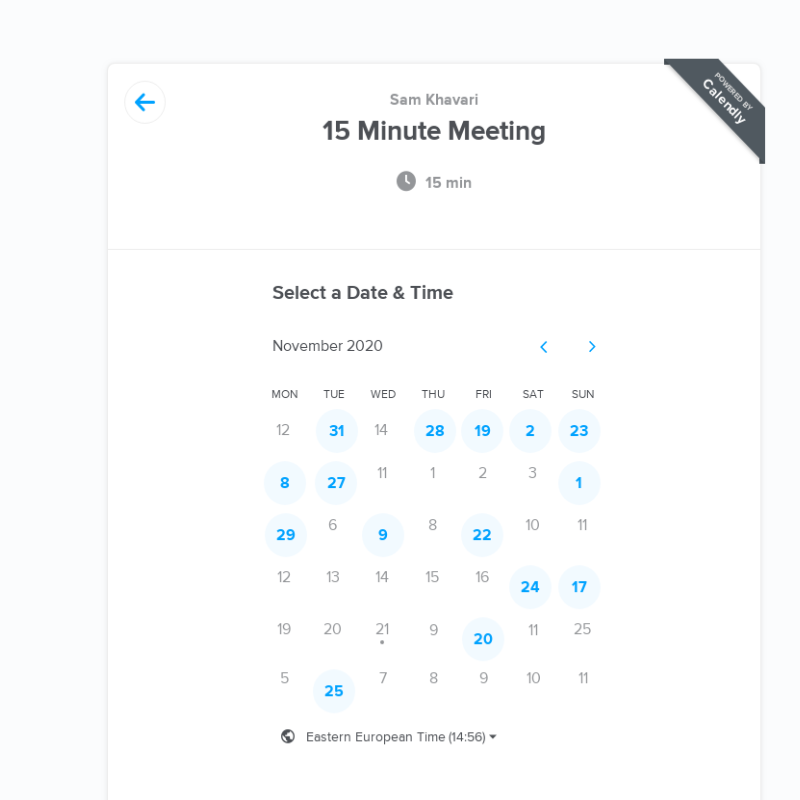 POWERED BY
Calendly
Sam Khavari
15 Minute Meeting
15 min
Select a Date & Time
November 2020
MON TUE WED THU FRI SAT SUN
12 31 14 28 19 2 23
8 27 11 1 2 3 1
29 6 9 8 22 10 11
12 13 14 15 16 24 17
19 20 21 9 20 11 25
5 25 7 8 9 10 11
Eastern European Time (14:56)